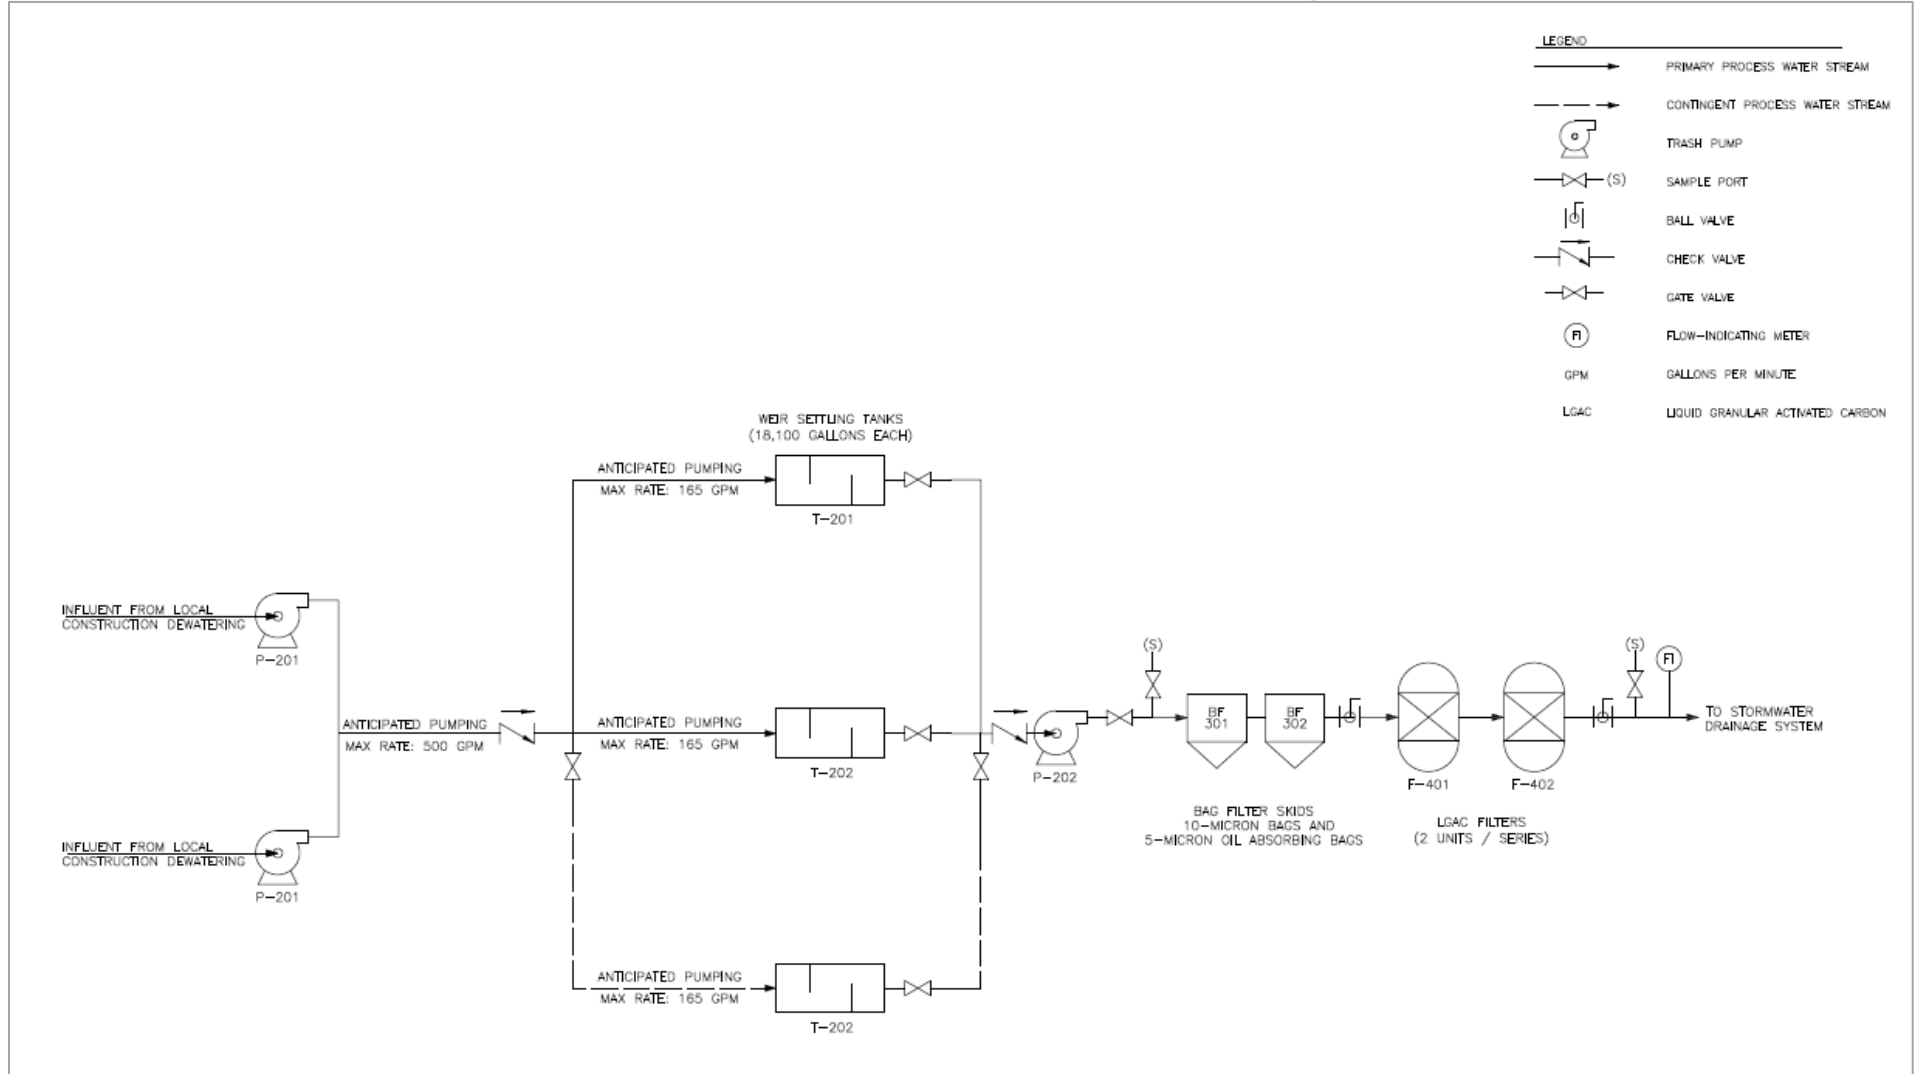 LEGEND
PRIMARY PROCESS WATER STREAM
CONTINGENT PROCESS WATER STREAM
TRASH PUMP
(S) SAMPLE PORT
BALL VALVE
CHECK VALVE
GATE VALVE
FI FLOW-INDICATING METER
GPM GALLONS PER MINUTE
LGAC LIQUID GRANULAR ACTIVATED CARBON
WEIR SETTLING TANKS
(18,100 GALLONS EACH)
ANTICIPATED PUMPING
MAX RATE: 165 GPM
T-201
INFLUENT FROM LOCAL
CONSTRUCTION DEWATERING
P-201
ANTICIPATED PUMPING
MAX RATE: 500 GPM
INFLUENT FROM LOCAL
CONSTRUCTION DEWATERING
P-201
ANTICIPATED PUMPING
MAX RATE: 165 GPM
T-202
ANTICIPATED PUMPING
MAX RATE: 165 GPM
T-202
P-202
(S)
BF
301
BF
302
BAG FILTER SKIDS
10-MICRON BAGS AND
5-MICRON OIL ABSORBING BAGS
F-401
F-402
LGAC FILTERS
(2 UNITS / SERIES)
(S)
FI
TO STORMWATER
DRAINAGE SYSTEM